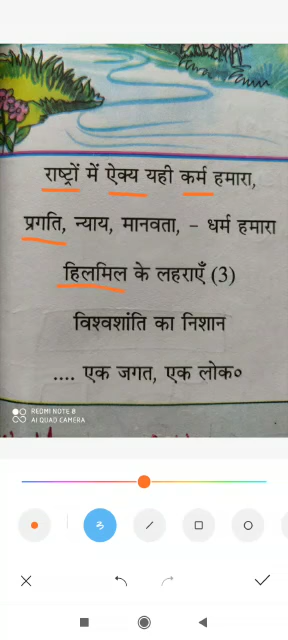 राष्ट्रों में ऐक्य यही कर्म हमारा,
प्रगति, न्याय, मानवता, - धर्म हमारा
हिलमिल के लहराएँ (3)
विश्वशांति का निशान
.... एक जगत, एक लोक०
REDMI NOTE 8
AI QUAD CAMERA